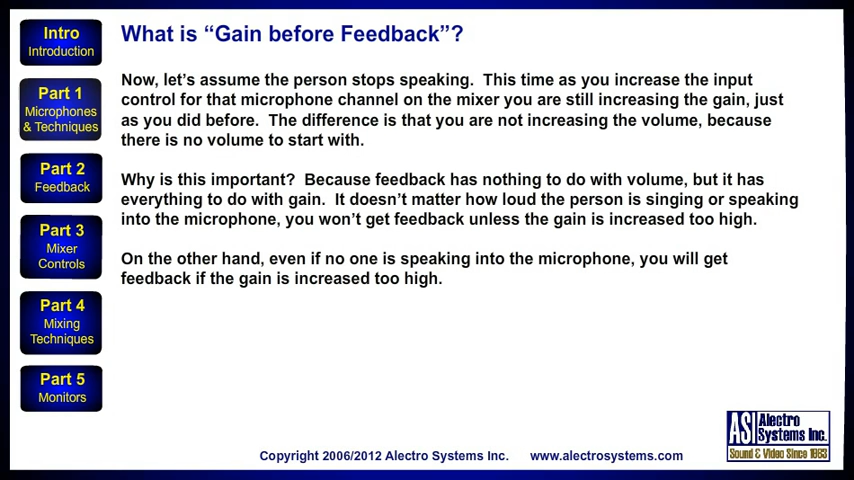 Intro
Introduction
Part 1
Microphones
& Techniques
Part 2
Feedback
Part 3
Mixer
Controls
Part 4
Mixing
Techniques
Part 5
Monitors
What is “Gain before Feedback”?
Now, let’s assume the person stops speaking.  This time as you increase the input
control for that microphone channel on the mixer you are still increasing the gain, just
as you did before.  The difference is that you are not increasing the volume, because
there is no volume to start with.
Why is this important?  Because feedback has nothing to do with volume, but it has
everything to do with gain.  It doesn’t matter how loud the person is singing or speaking
into the microphone, you won’t get feedback unless the gain is increased too high.
On the other hand, even if no one is speaking into the microphone, you will get
feedback if the gain is increased too high.
ASI Alectro
Systems Inc.
Sound & Video Since 1983
Copyright 2006/2012 Alectro Systems Inc.     www.alectrosystems.com